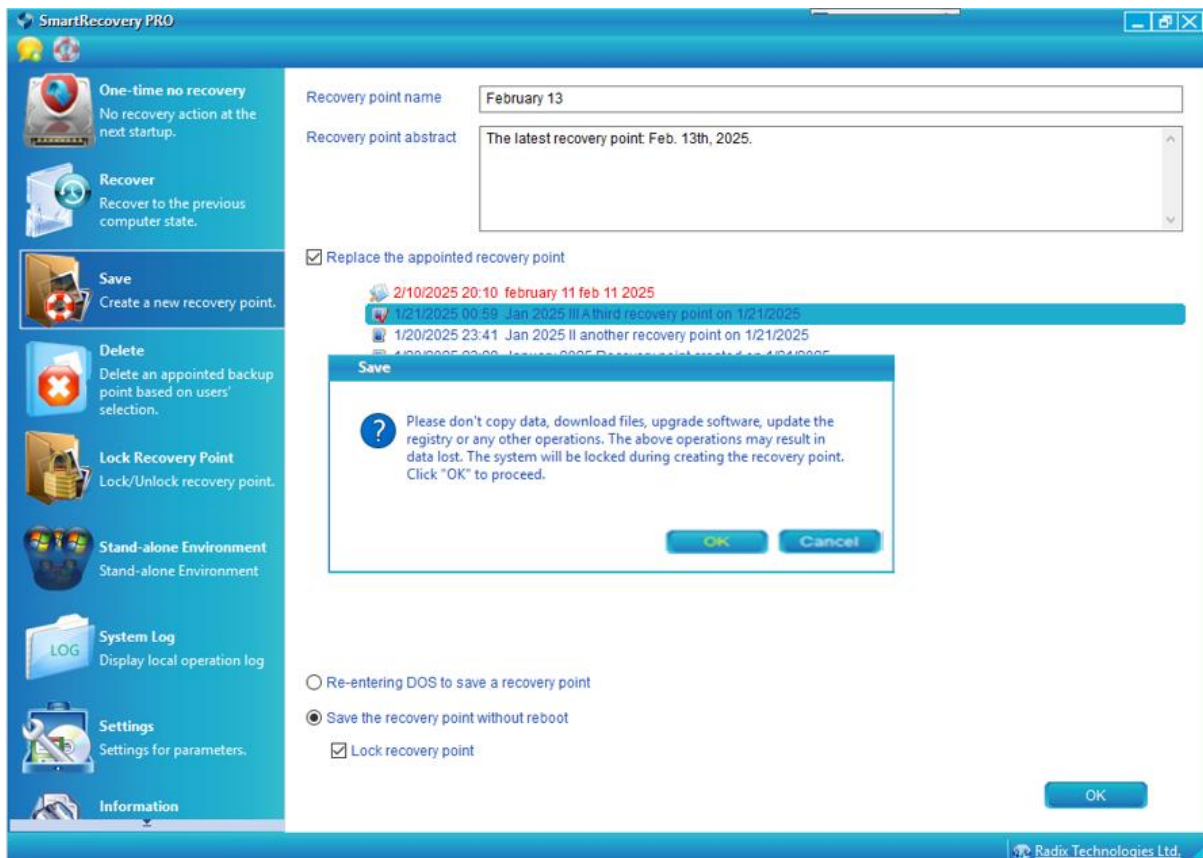 SmartRecovery PRO
One-time no recovery
No recovery action at the
next startup.
Recover
Recover to the previous
computer state.
Save
Create a new recovery point.
Delete
Delete an appointed backup
point based on users'
selection.
Lock Recovery Point
Lock/Unlock recovery point.
Stand-alone Environment
Stand-alone Environment
LOG
System Log
Display local operation log
Settings
Settings for parameters.
Information
Recovery point name
February 13
Recovery point abstract
The latest recovery point: Feb. 13th, 2025.
Replace the appointed recovery point
2/10/2025 20:10 february 11 feb 11 2025
1/21/2025 00:59 Jan 2025 III A third recovery point on 1/21/2025
1/20/2025 23:41 Jan 2025 II another recovery point on 1/21/2025
January 2025 Recovery point created on 1/21/2025
Save
Please don't copy data, download files, upgrade software, update the
registry or any other operations. The above operations may result in
data lost. The system will be locked during creating the recovery point.
Click "OK" to proceed.
OK Cancel
Re-entering DOS to save a recovery point
Save the recovery point without reboot
Lock recovery point
OK
Radix Technologies Ltd.